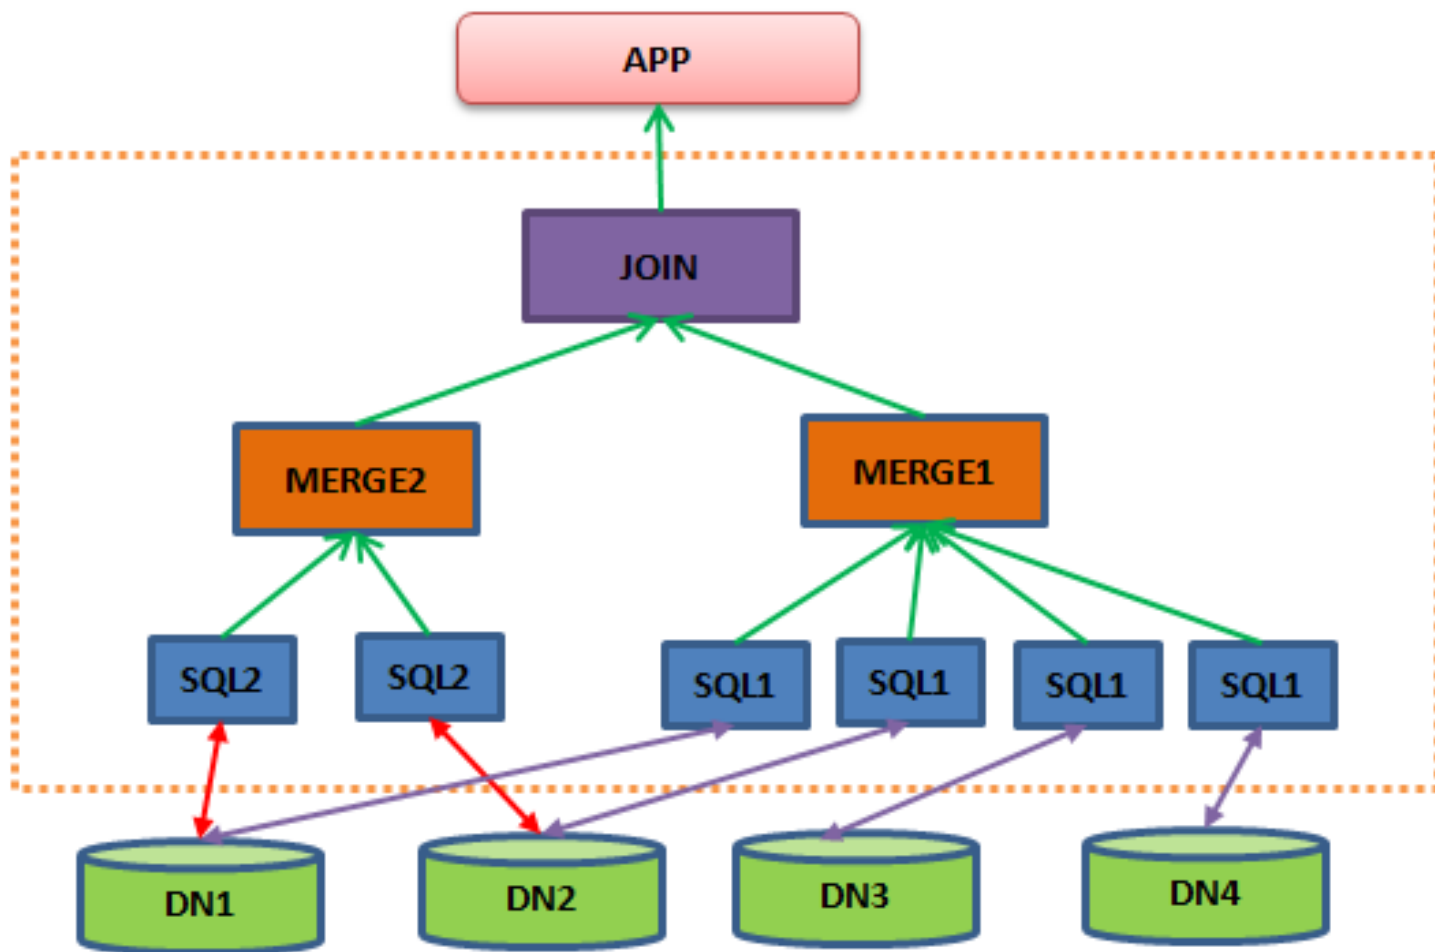 APP
JOIN
MERGE2
MERGE1
SQL2
SQL2
SQL1
SQL1
SQL1
SQL1
DN1
DN2
DN3
DN4